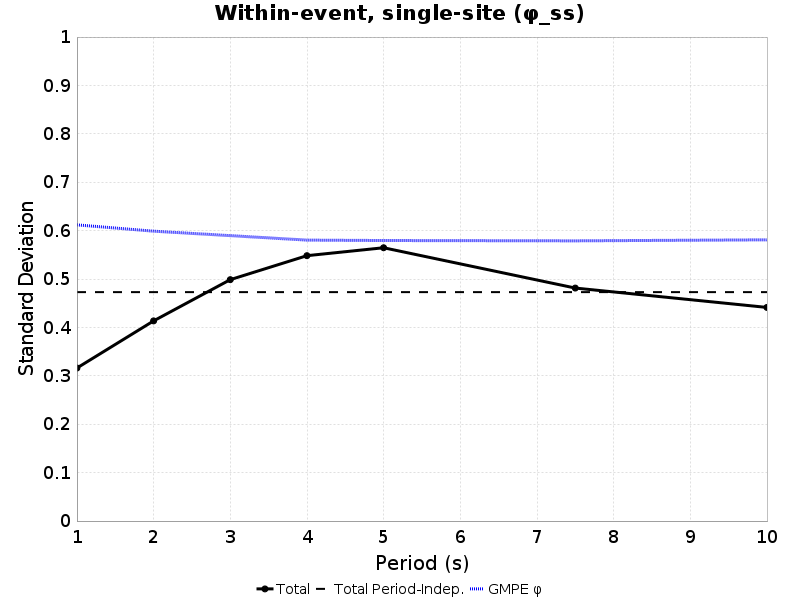 Within-event, single-site (φ_ss)
1
0.9
0.8
0.7
0.6
0.5
0.4
0.3
0.2
0.1
0
Standard Deviation
1 2 3 4 5 6 7 8 9 10
Period (s)
Total Total Period-Indep. GMPE φ